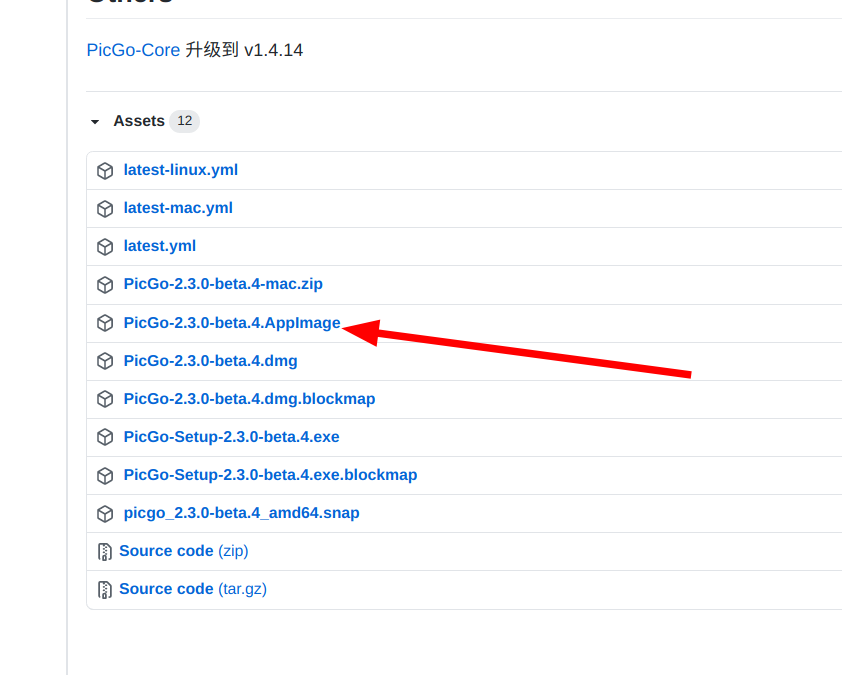 PicGo-Core 升级到 v1.4.14
Assets 12
latest-linux.yml
latest-mac.yml
latest.yml
PicGo-2.3.0-beta.4-mac.zip
PicGo-2.3.0-beta.4.AppImage
PicGo-2.3.0-beta.4.dmg
PicGo-2.3.0-beta.4.dmg.blockmap
PicGo-Setup-2.3.0-beta.4.exe
PicGo-Setup-2.3.0-beta.4.exe.blockmap
picgo_2.3.0-beta.4_amd64.snap
Source code (zip)
Source code (tar.gz)